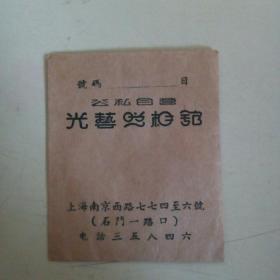 號碼 日
公私合營
光藝照相館
上海南京西路七七四至六號
(石門一路口)
電話三五八四六